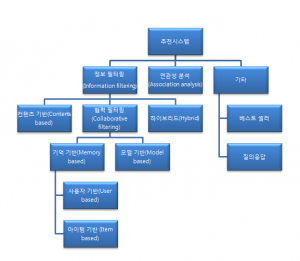 추천시스템
정보 필터링
(Information filtering)
연관성 분석
(Association analysis)
기타
컨텐츠 기반(Contents
based)
협력 필터링
(Collaborative
filtering)
하이브리드(Hybrid)
베스트 셀러
기억 기반(Memory
based)
모델 기반(Model
based)
질의응답
사용자 기반(User
based)
아이템 기반 (Item
based)